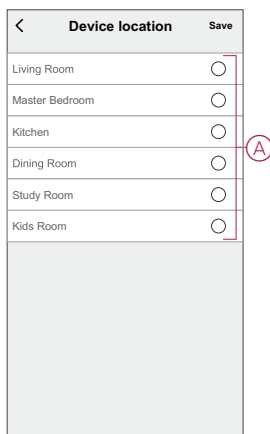 Device location Save
Living Room
Master Bedroom
Kitchen
A
Dining Room
Study Room
Kids Room